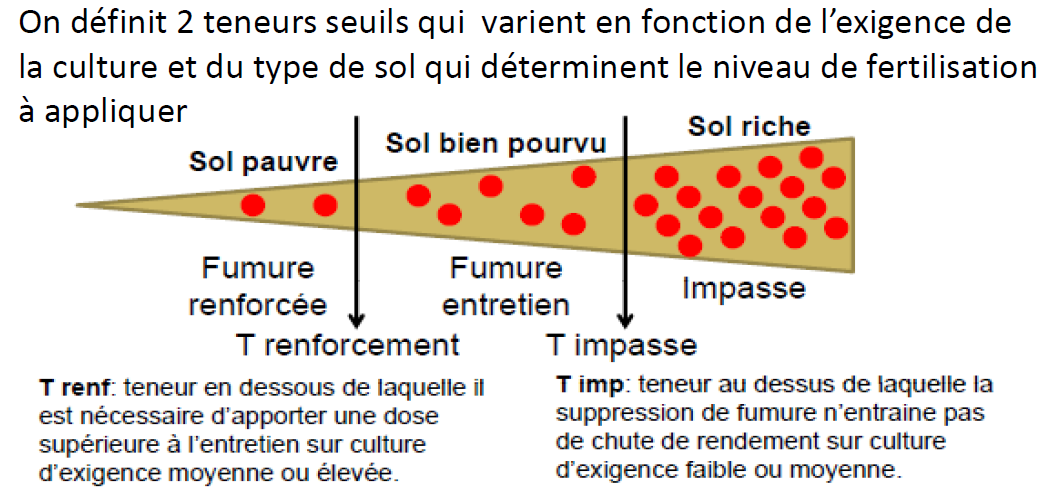 On définit 2 teneurs seuils qui  varient en fonction de l’exigence de
la culture et du type de sol qui déterminent le niveau de fertilisation
à appliquer
Sol pauvre
Sol bien pourvu
Sol riche
Fumure
renforcée
Fumure
entretien
Impasse
T renforcement
T impasse
T renf: teneur en dessous de laquelle il
est nécessaire d’apporter une dose
supérieure à l’entretien sur culture
d’exigence moyenne ou élevée.
T imp: teneur au dessus de laquelle la
suppression de fumure n’entraine pas
de chute de rendement sur culture
d’exigence faible ou moyenne.